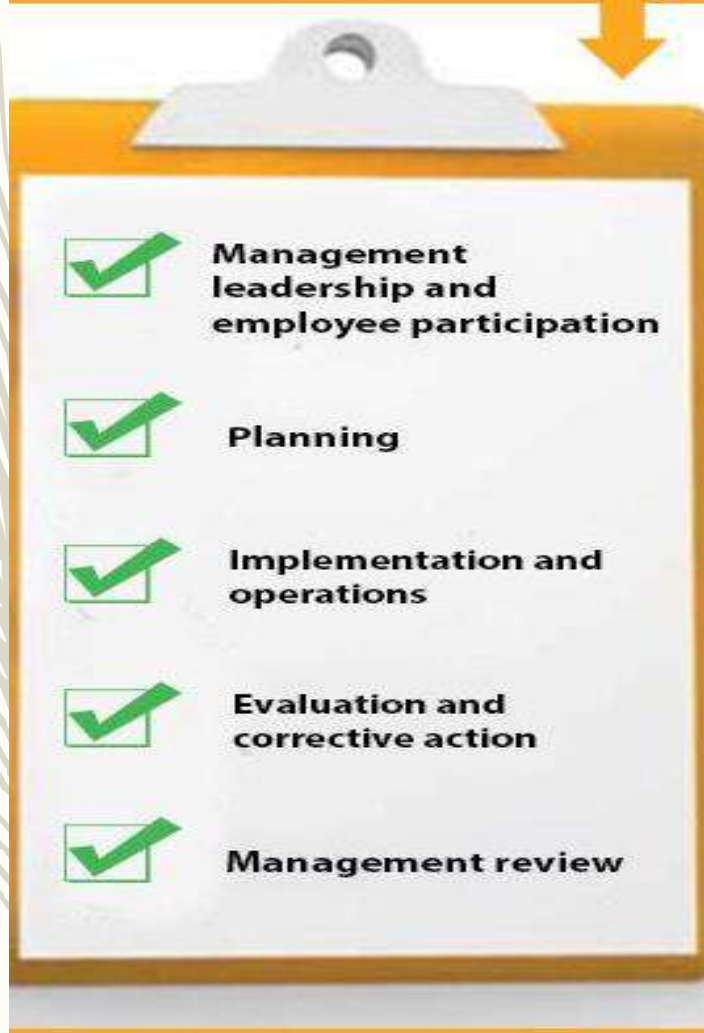 Management
leadership and
employee participation
Planning
Implementation and
operations
Evaluation and
corrective action
Management review